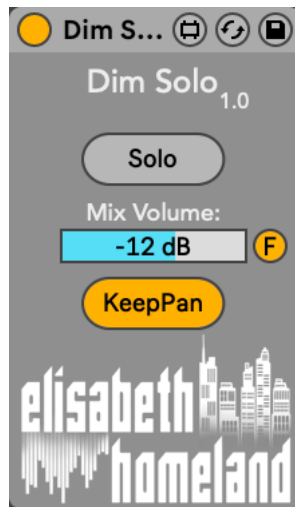 Dim S...
Dim Solo 1.0
Solo
Mix Volume:
-12 dB F
KeepPan
elisabeth
homeland